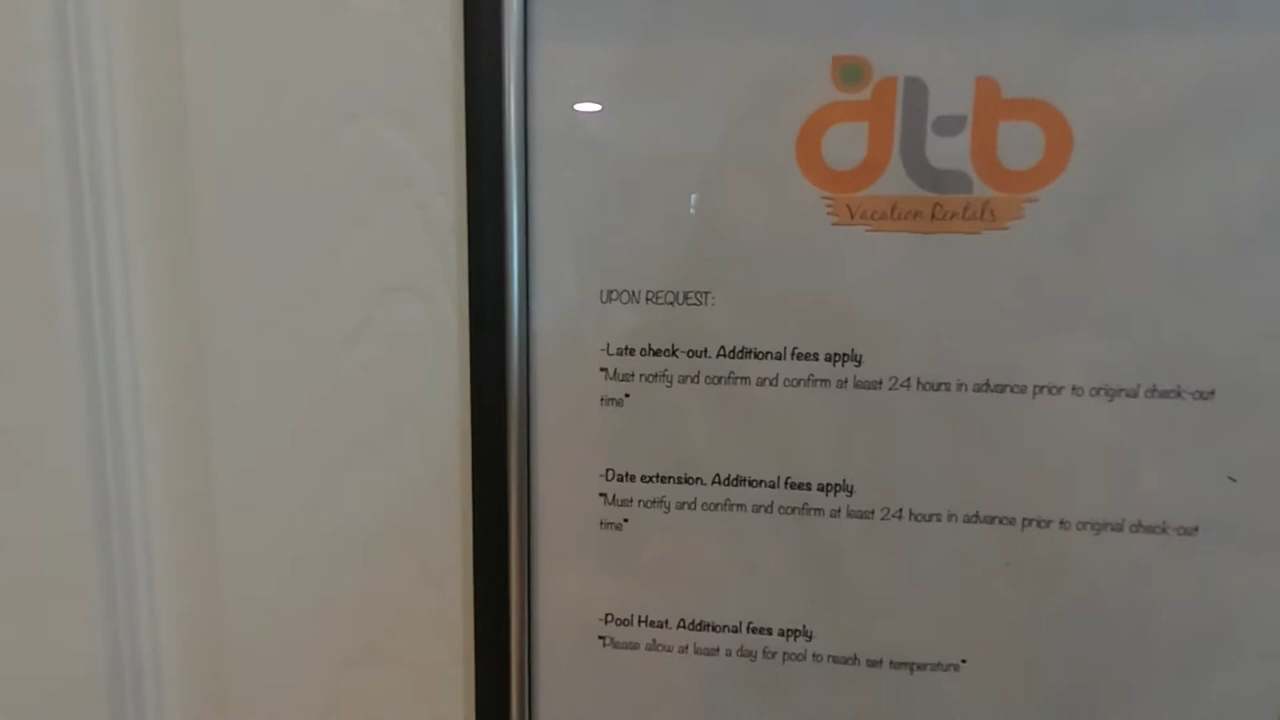 dtb
Vacation Rentals
UPON REQUEST:
-Late check-out. Additional fees apply.
"Must notify and confirm and confirm at least 24 hours in advance prior to original check-out
time"
-Date extension. Additional fees apply.
"Must notify and confirm and confirm at least 24 hours in advance prior to original check-out
time"
-Pool Heat. Additional fees apply.
"Please allow at least a day for pool to reach set temperature"